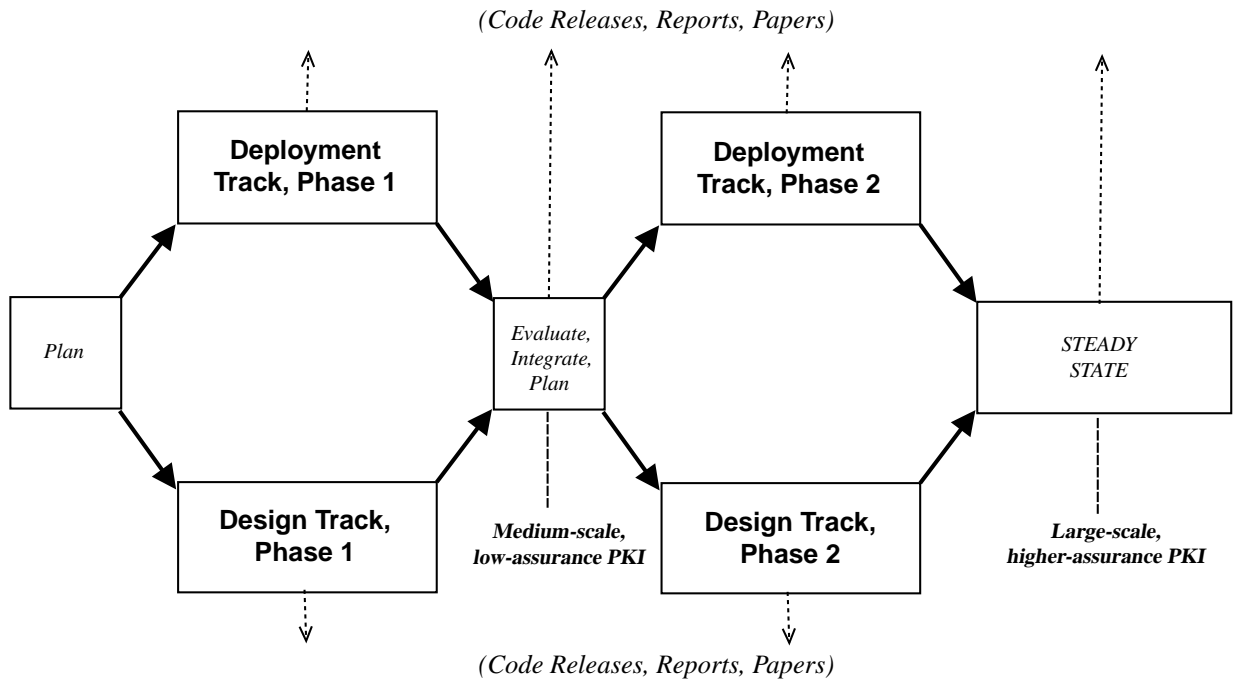 (Code Releases, Reports, Papers)
Deployment
Track, Phase 1
Deployment
Track, Phase 2
Plan
Evaluate,
Integrate,
Plan
STEADY
STATE
Design Track,
Phase 1
Medium-scale,
low-assurance PKI
Design Track,
Phase 2
Large-scale,
higher-assurance PKI
(Code Releases, Reports, Papers)